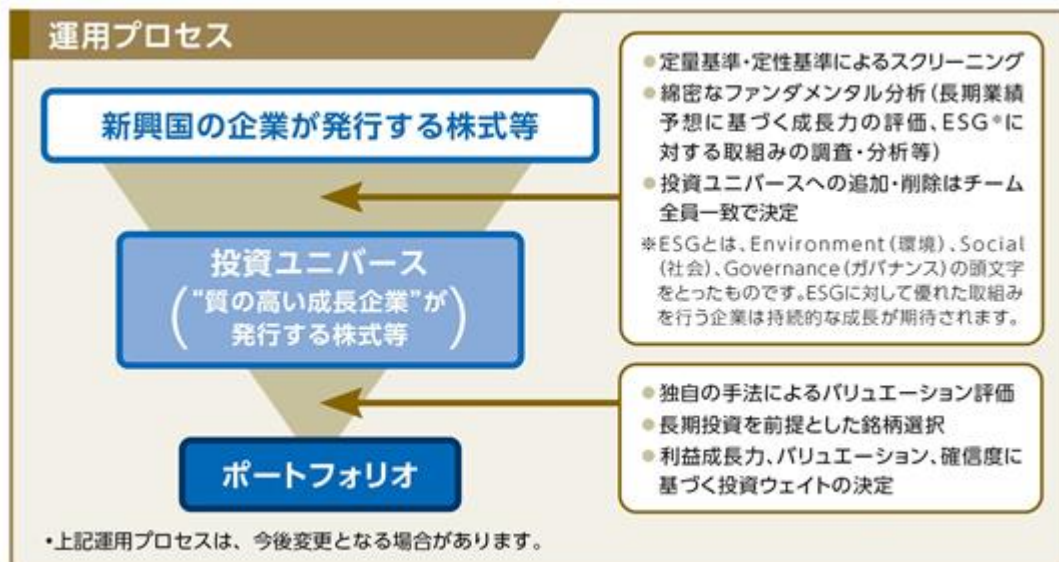 運用プロセス
新興国の企業が発行する株式等
●定量基準・定性基準によるスクリーニング
●綿密なファンダメンタル分析(長期業績
予想に基づく成長力の評価、ESG※に
対する取組みの調査・分析等)
●投資ユニバースへの追加・削除はチーム
全員一致で決定
※ESGとは、Environment(環境)、Social
(社会)、Governance(ガバナンス)の頭文字
をとったものです。ESGに対して優れた取組み
を行う企業は持続的な成長が期待されます。
投資ユニバース
(“質の高い成長企業”が
発行する株式等)
●独自の手法によるバリュエーション評価
●長期投資を前提とした銘柄選択
●利益成長力、バリュエーション、確信度に
基づく投資ウェイトの決定
ポートフォリオ
•上記運用プロセスは、今後変更となる場合があります。